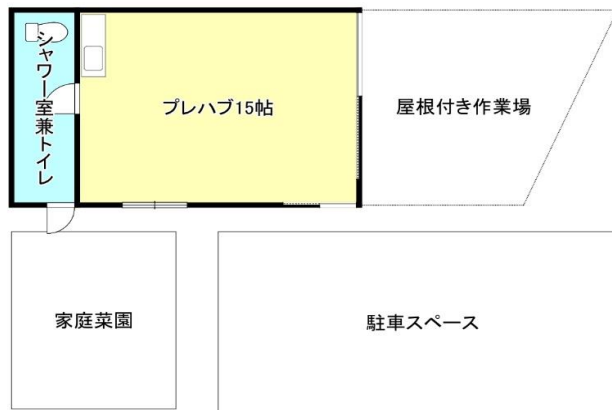 シャワー室兼トイレ
プレハブ15帖
屋根付き作業場
家庭菜園
駐車スペース